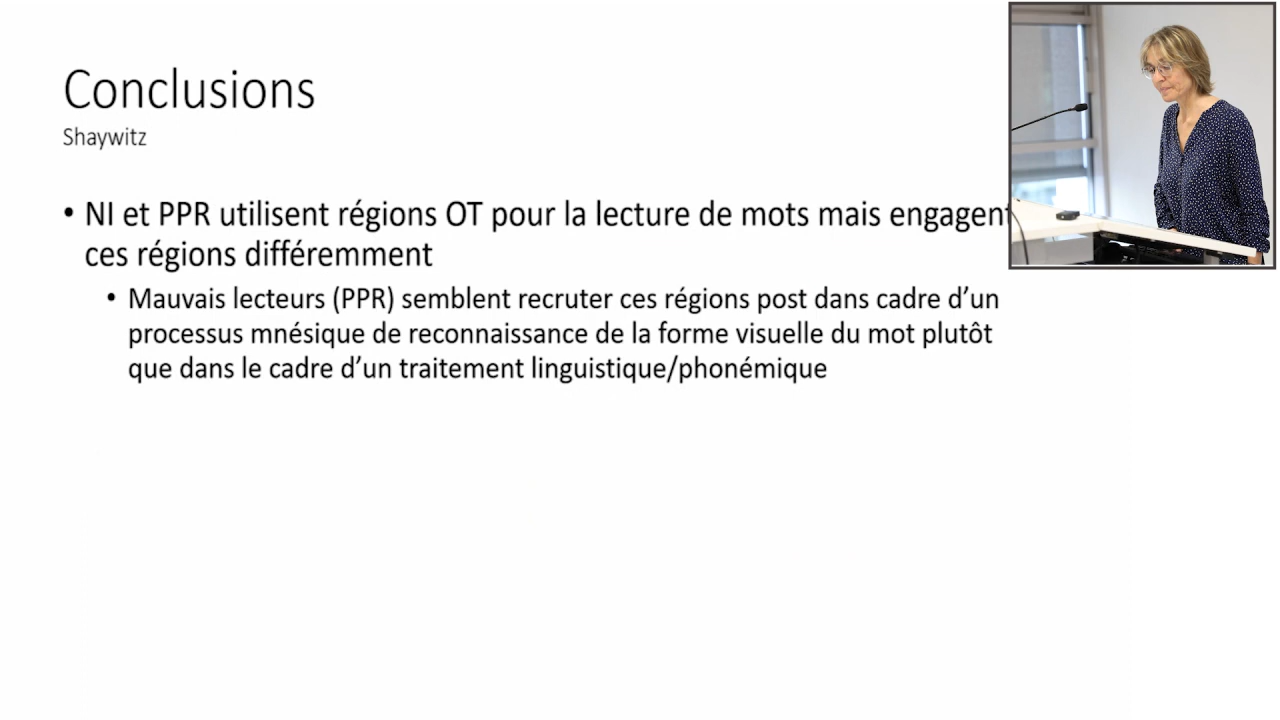 Conclusions
Shaywitz
• NI et PPR utilisent régions OT pour la lecture de mots mais engagent
ces régions différemment
• Mauvais lecteurs (PPR) semblent recruter ces régions post dans cadre d’un
processus mnésique de reconnaissance de la forme visuelle du mot plutôt
que dans le cadre d’un traitement linguistique/phonémique